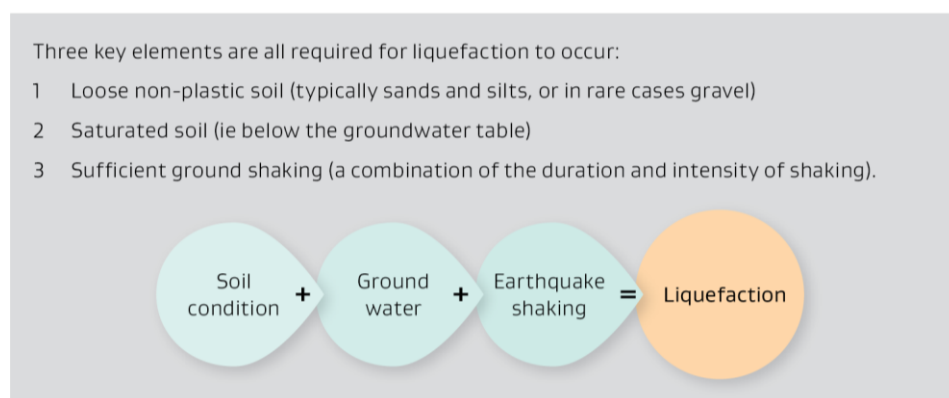 Three key elements are all required for liquefaction to occur:
1 Loose non-plastic soil (typically sands and silts, or in rare cases gravel)
2 Saturated soil (ie below the groundwater table)
3 Sufficient ground shaking (a combination of the duration and intensity of shaking).
Soil
condition
+
Ground
water
+
Earthquake
shaking
=
Liquefaction